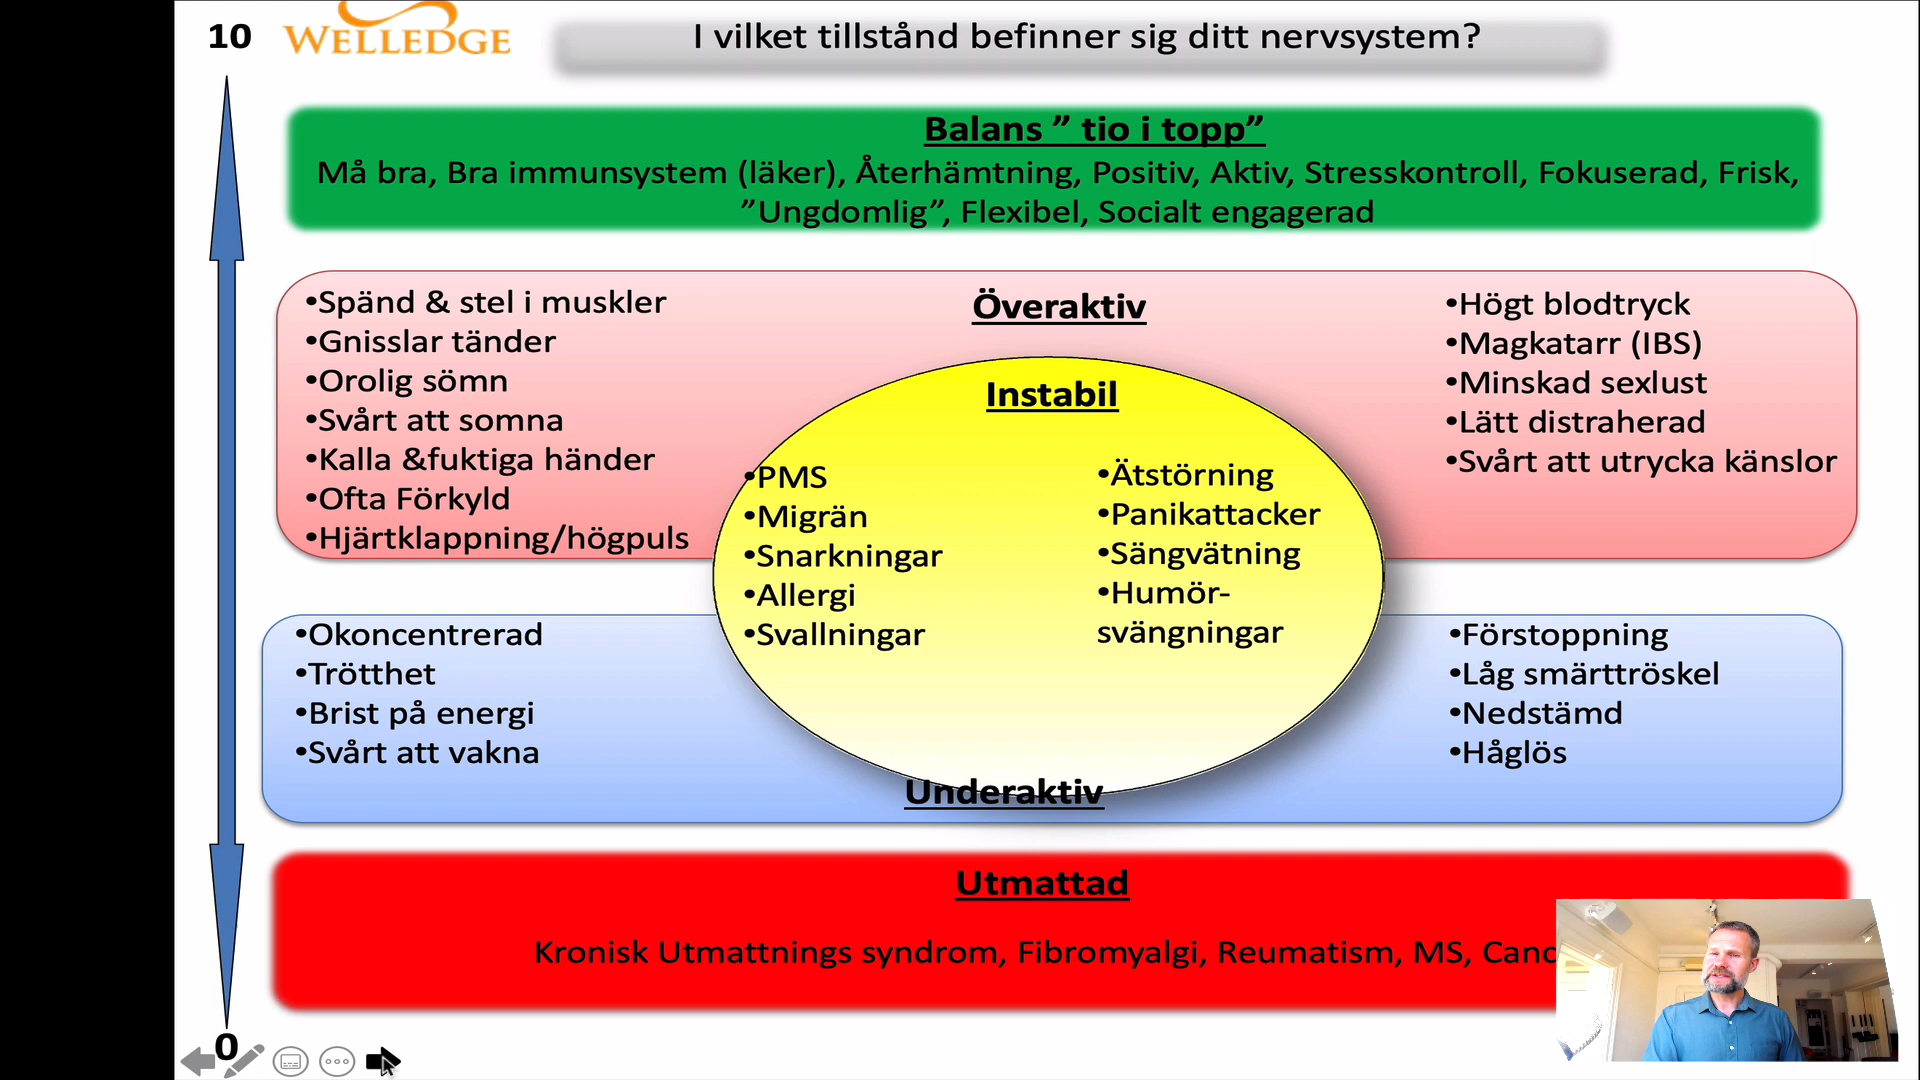 10
WELLEDGE
I vilket tillstånd befinner sig ditt nervsystem?
Balans ” tio i topp”
Må bra, Bra immunsystem (läker), Återhämtning, Positiv, Aktiv, Stresskontroll, Fokuserad, Frisk,
”Ungdomlig”, Flexibel, Socialt engagerad
Överaktiv
•Spänd & stel i muskler
•Gnisslar tänder
•Orolig sömn
•Svårt att somna
•Kalla &fuktiga händer
•Ofta Förkyld
•Hjärtklappning/högpuls
•Högt blodtryck
•Magkatarr (IBS)
•Minskad sexlust
•Lätt distraherad
•Svårt att utrycka känslor
Instabil
•PMS
•Migrän
•Snarkningar
•Allergi
•Svallningar
•Ätstörning
•Panikattacker
•Sängvätning
•Humör-
svängningar
•Okoncentrerad
•Trötthet
•Brist på energi
•Svårt att vakna
•Förstoppning
•Låg smärttröskel
•Nedstämd
•Håglös
Underaktiv
Utmattad
Kronisk Utmattnings syndrom, Fibromyalgi, Reumatism, MS,
0